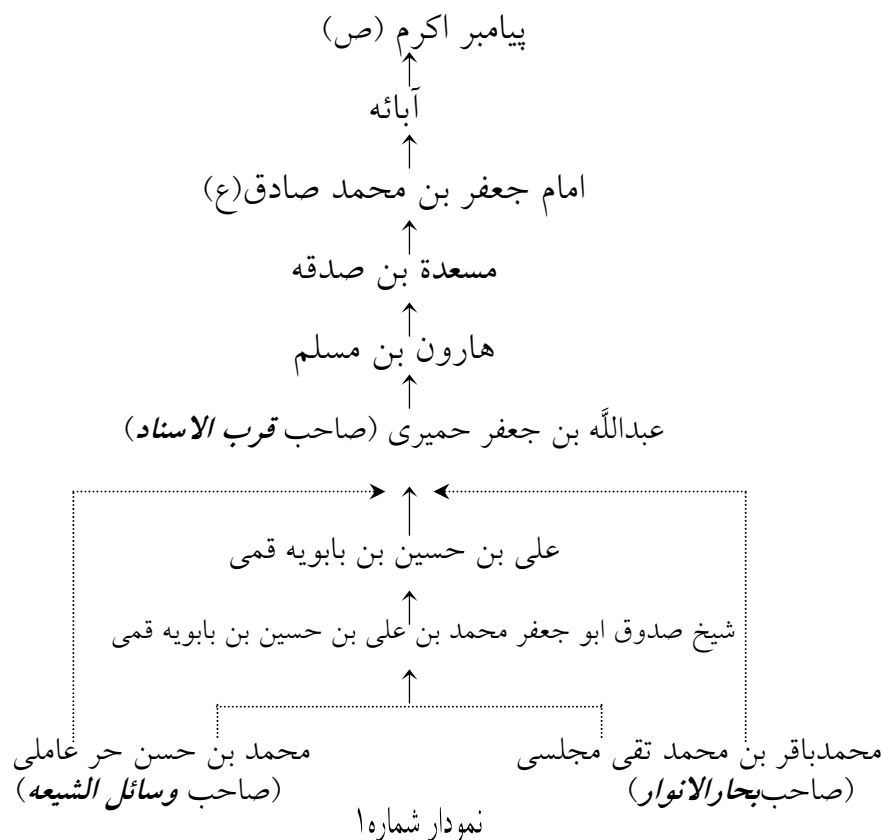 پیامبر اکرم (ص)
آبائه
امام جعفر بن محمد صادق(ع)
مسعدة بن صدقه
هارون بن مسلم
عبداللَّه بن جعفر حمیری (صاحب قرب الاسناد)
علی بن حسین بن بابویه قمی
شیخ صدوق ابو جعفر محمد بن علی بن حسین بن بابویه قمی
محمدباقر بن محمد تقی مجلسی
(صاحب بحارالانوار)
محمد بن حسن حر عاملی
(صاحب وسائل الشیعه)
نمودار شماره۱